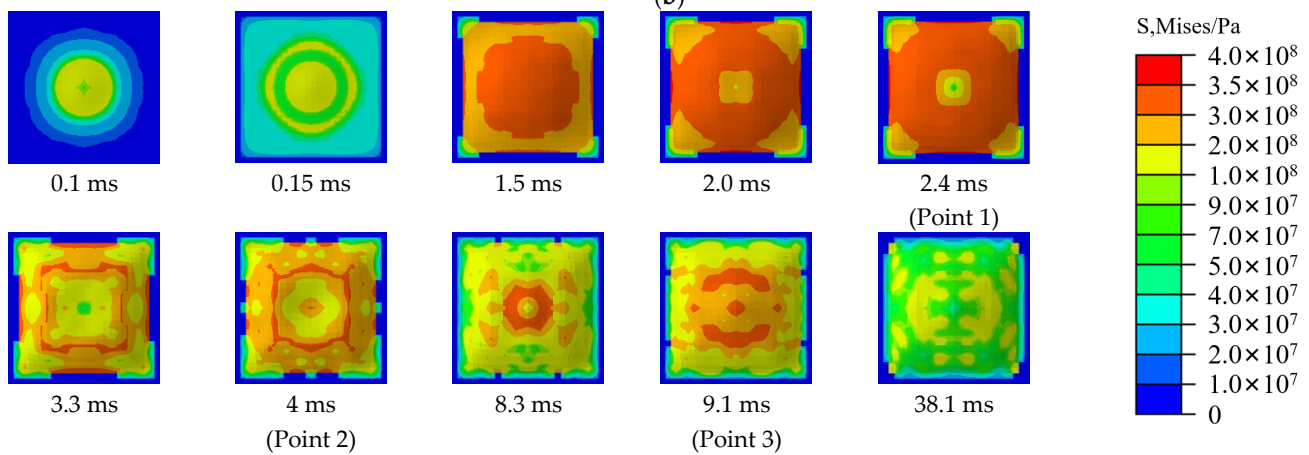 (b)
S,Mises/Pa
4.0×10⁸
3.5×10⁸
3.0×10⁸
2.0×10⁸
1.0×10⁸
9.0×10⁷
7.0×10⁷
5.0×10⁷
4.0×10⁷
3.0×10⁷
2.0×10⁷
1.0×10⁷
0
0.1 ms
0.15 ms
1.5 ms
2.0 ms
2.4 ms
(Point 1)
3.3 ms
4 ms
8.3 ms
9.1 ms
38.1 ms
(Point 2)
(Point 3)